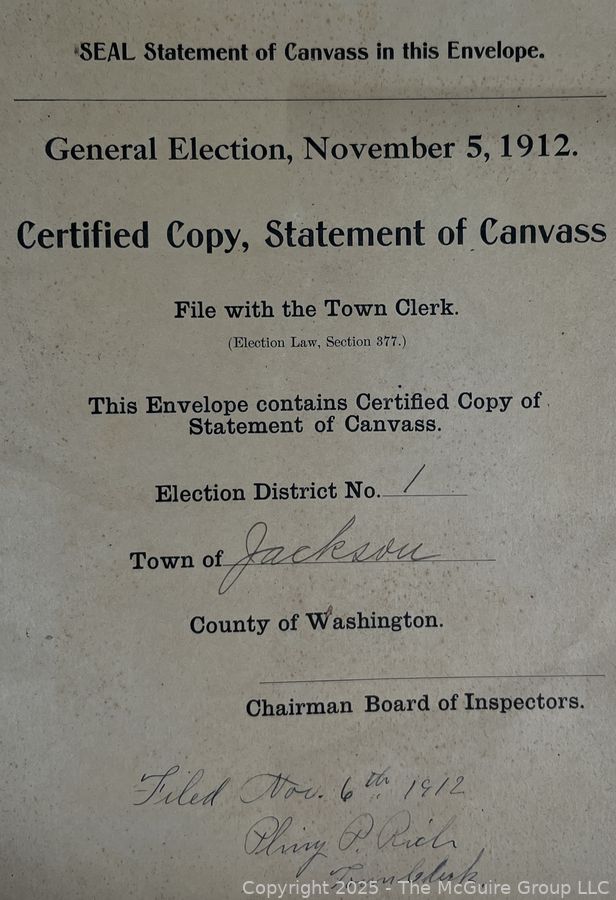 SEAL Statement of Canvass in this Envelope.
General Election, November 5, 1912.
Certified Copy, Statement of Canvass
File with the Town Clerk.
(Election Law, Section 377.)
This Envelope contains Certified Copy of
Statement of Canvass.
Election District No. 1
Town of Jackson
County of Washington.
Chairman Board of Inspectors.
Filed Nov. 6th 1912
Pliny P. Rich
Town Clerk.
Copyright 2025 - The McGuire Group LLC